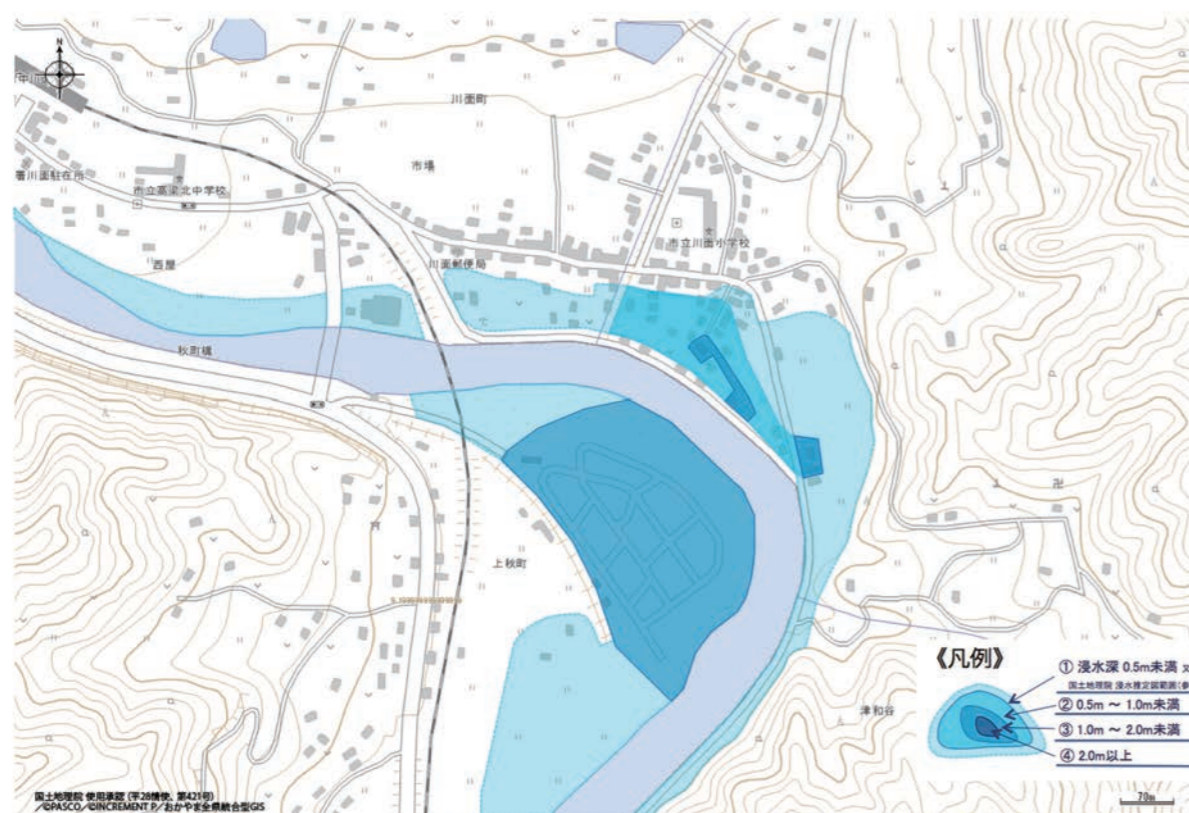 N
川面町
市場
署川面駐在所
市立高梁北中学校
市立川面小学校
西屋
川面郵便局
秋町橋
上秋町
津和谷
《凡例》
① 浸水深 0.5m未満
国土地理院 浸水推定図範囲
② 0.5m ～ 1.0m未満
③ 1.0m ～ 2.0m未満
④ 2.0m以上
国土地理院 使用承認 (平28情使、第421号)
／©PASCO／©INCREMENT P／おかやま全県統合型GIS
70m